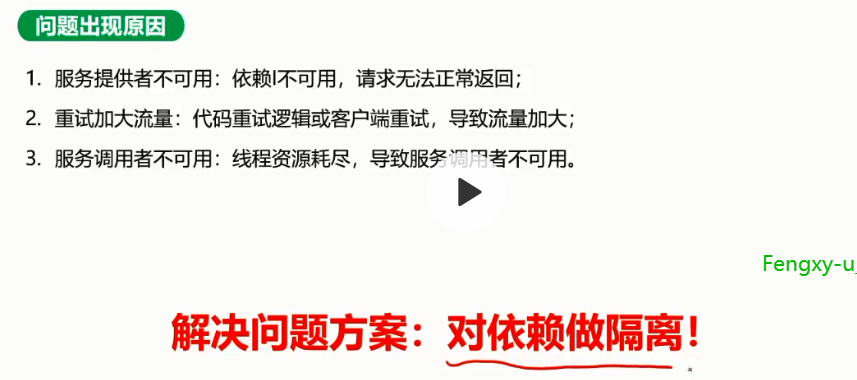 问题出现原因
1. 服务提供者不可用：依赖I不可用，请求无法正常返回；
2. 重试加大流量：代码重试逻辑或客户端重试，导致流量加大；
3. 服务调用者不可用：线程资源耗尽，导致服务调用者不可用。
Fengxy-u
解决问题方案：对依赖做隔离！